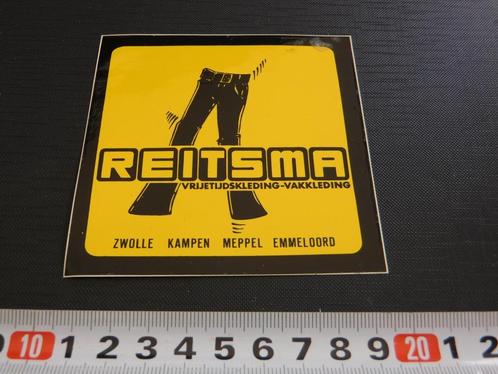 REITSMA
VRIJETIJDSKLEDING-VAKKLEDING
ZWOLLE KAMPEN MEPPEL EMMELOORD
10 1 2 3 4 5 6 7 8 9 20 1 2